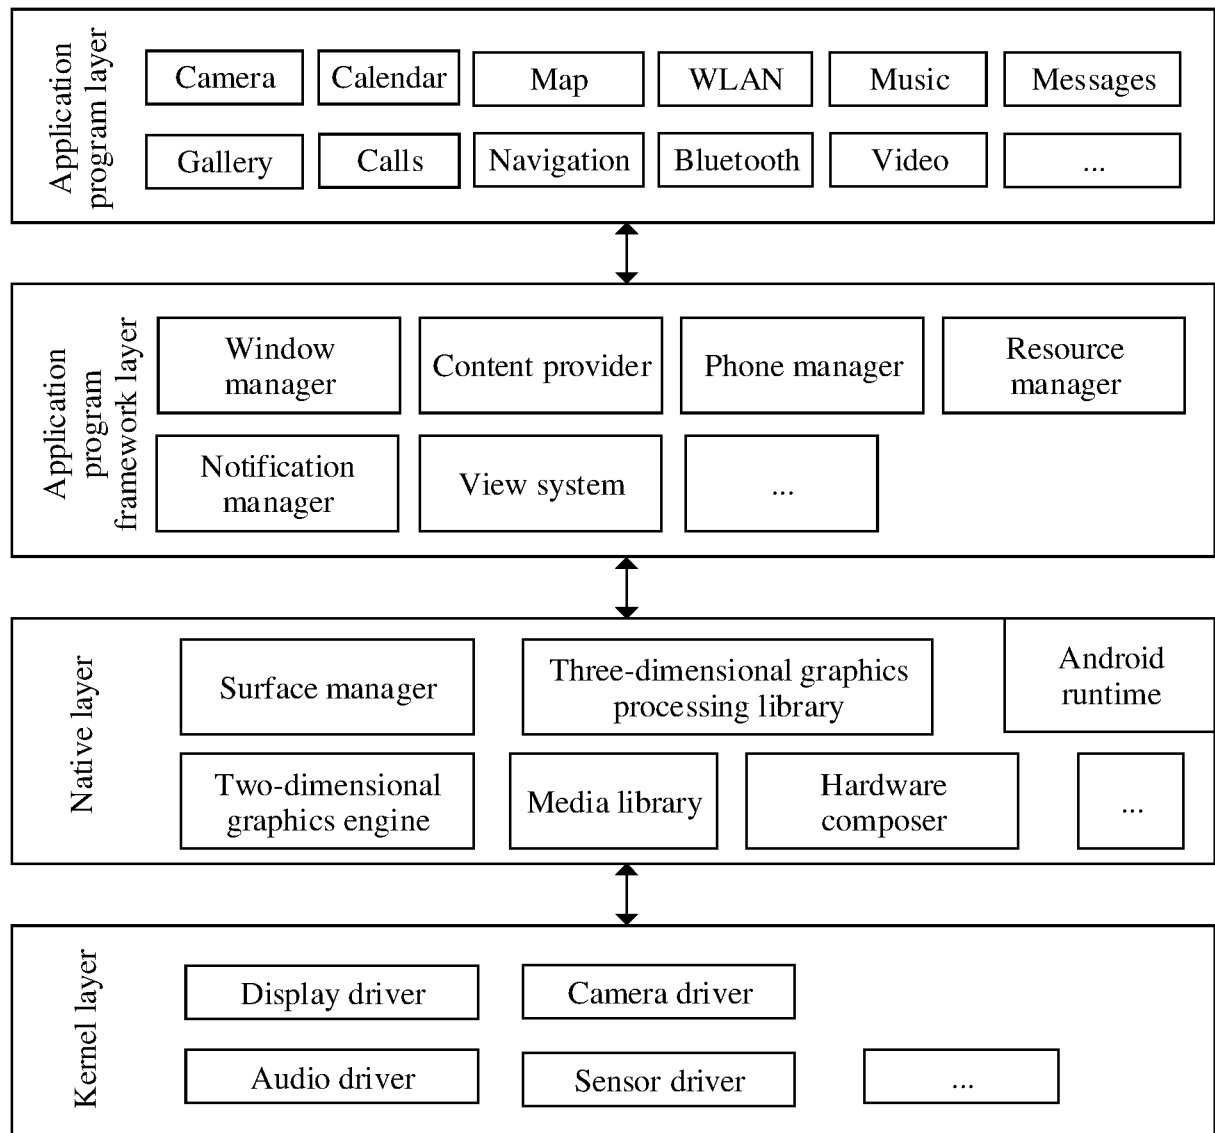 Application
program layer
Camera
Calendar
Map
WLAN
Music
Messages
Gallery
Calls
Navigation
Bluetooth
Video
...
Application
program
framework layer
Window
manager
Content provider
Phone manager
Resource
manager
Notification
manager
View system
...
Native layer
Surface manager
Three-dimensional graphics
processing library
Android
runtime
Two-dimensional
graphics engine
Media library
Hardware
composer
...
Kernel layer
Display driver
Camera driver
Audio driver
Sensor driver
...